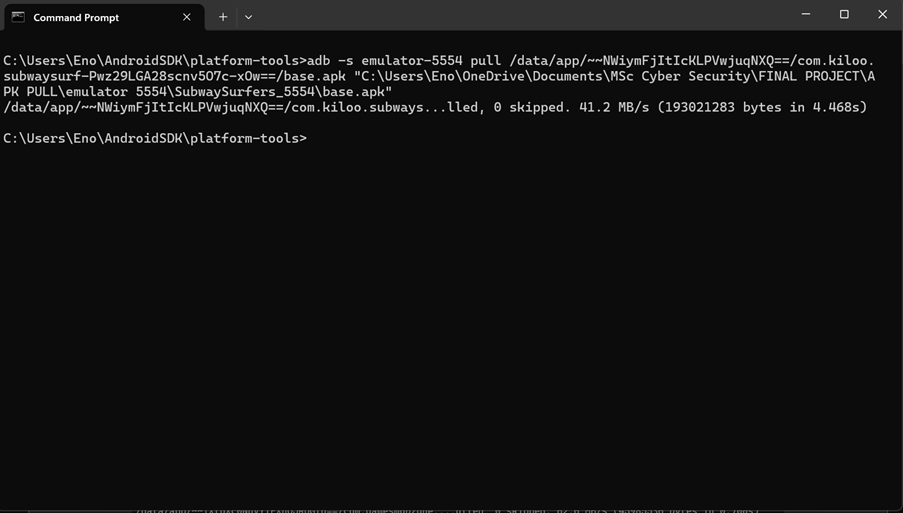 Command Prompt
C:\Users\Eno\AndroidSDK\platform-tools>adb -s emulator-5554 pull /data/app/~~NWiymFjItIcKLPVwjuqNXQ==/com.kiloo.
subwaysurf-Pwz29LGA28scnv5O7c-xOw==/base.apk "C:\Users\Eno\OneDrive\Documents\MSc Cyber Security\FINAL PROJECT\A
PK PULL\emulator 5554\SubwaySurfers_5554\base.apk"
/data/app/~~NWiymFjItIcKLPVwjuqNXQ==/com.kiloo.subways...lled, 0 skipped. 41.2 MB/s (193021283 bytes in 4.468s)
C:\Users\Eno\AndroidSDK\platform-tools>